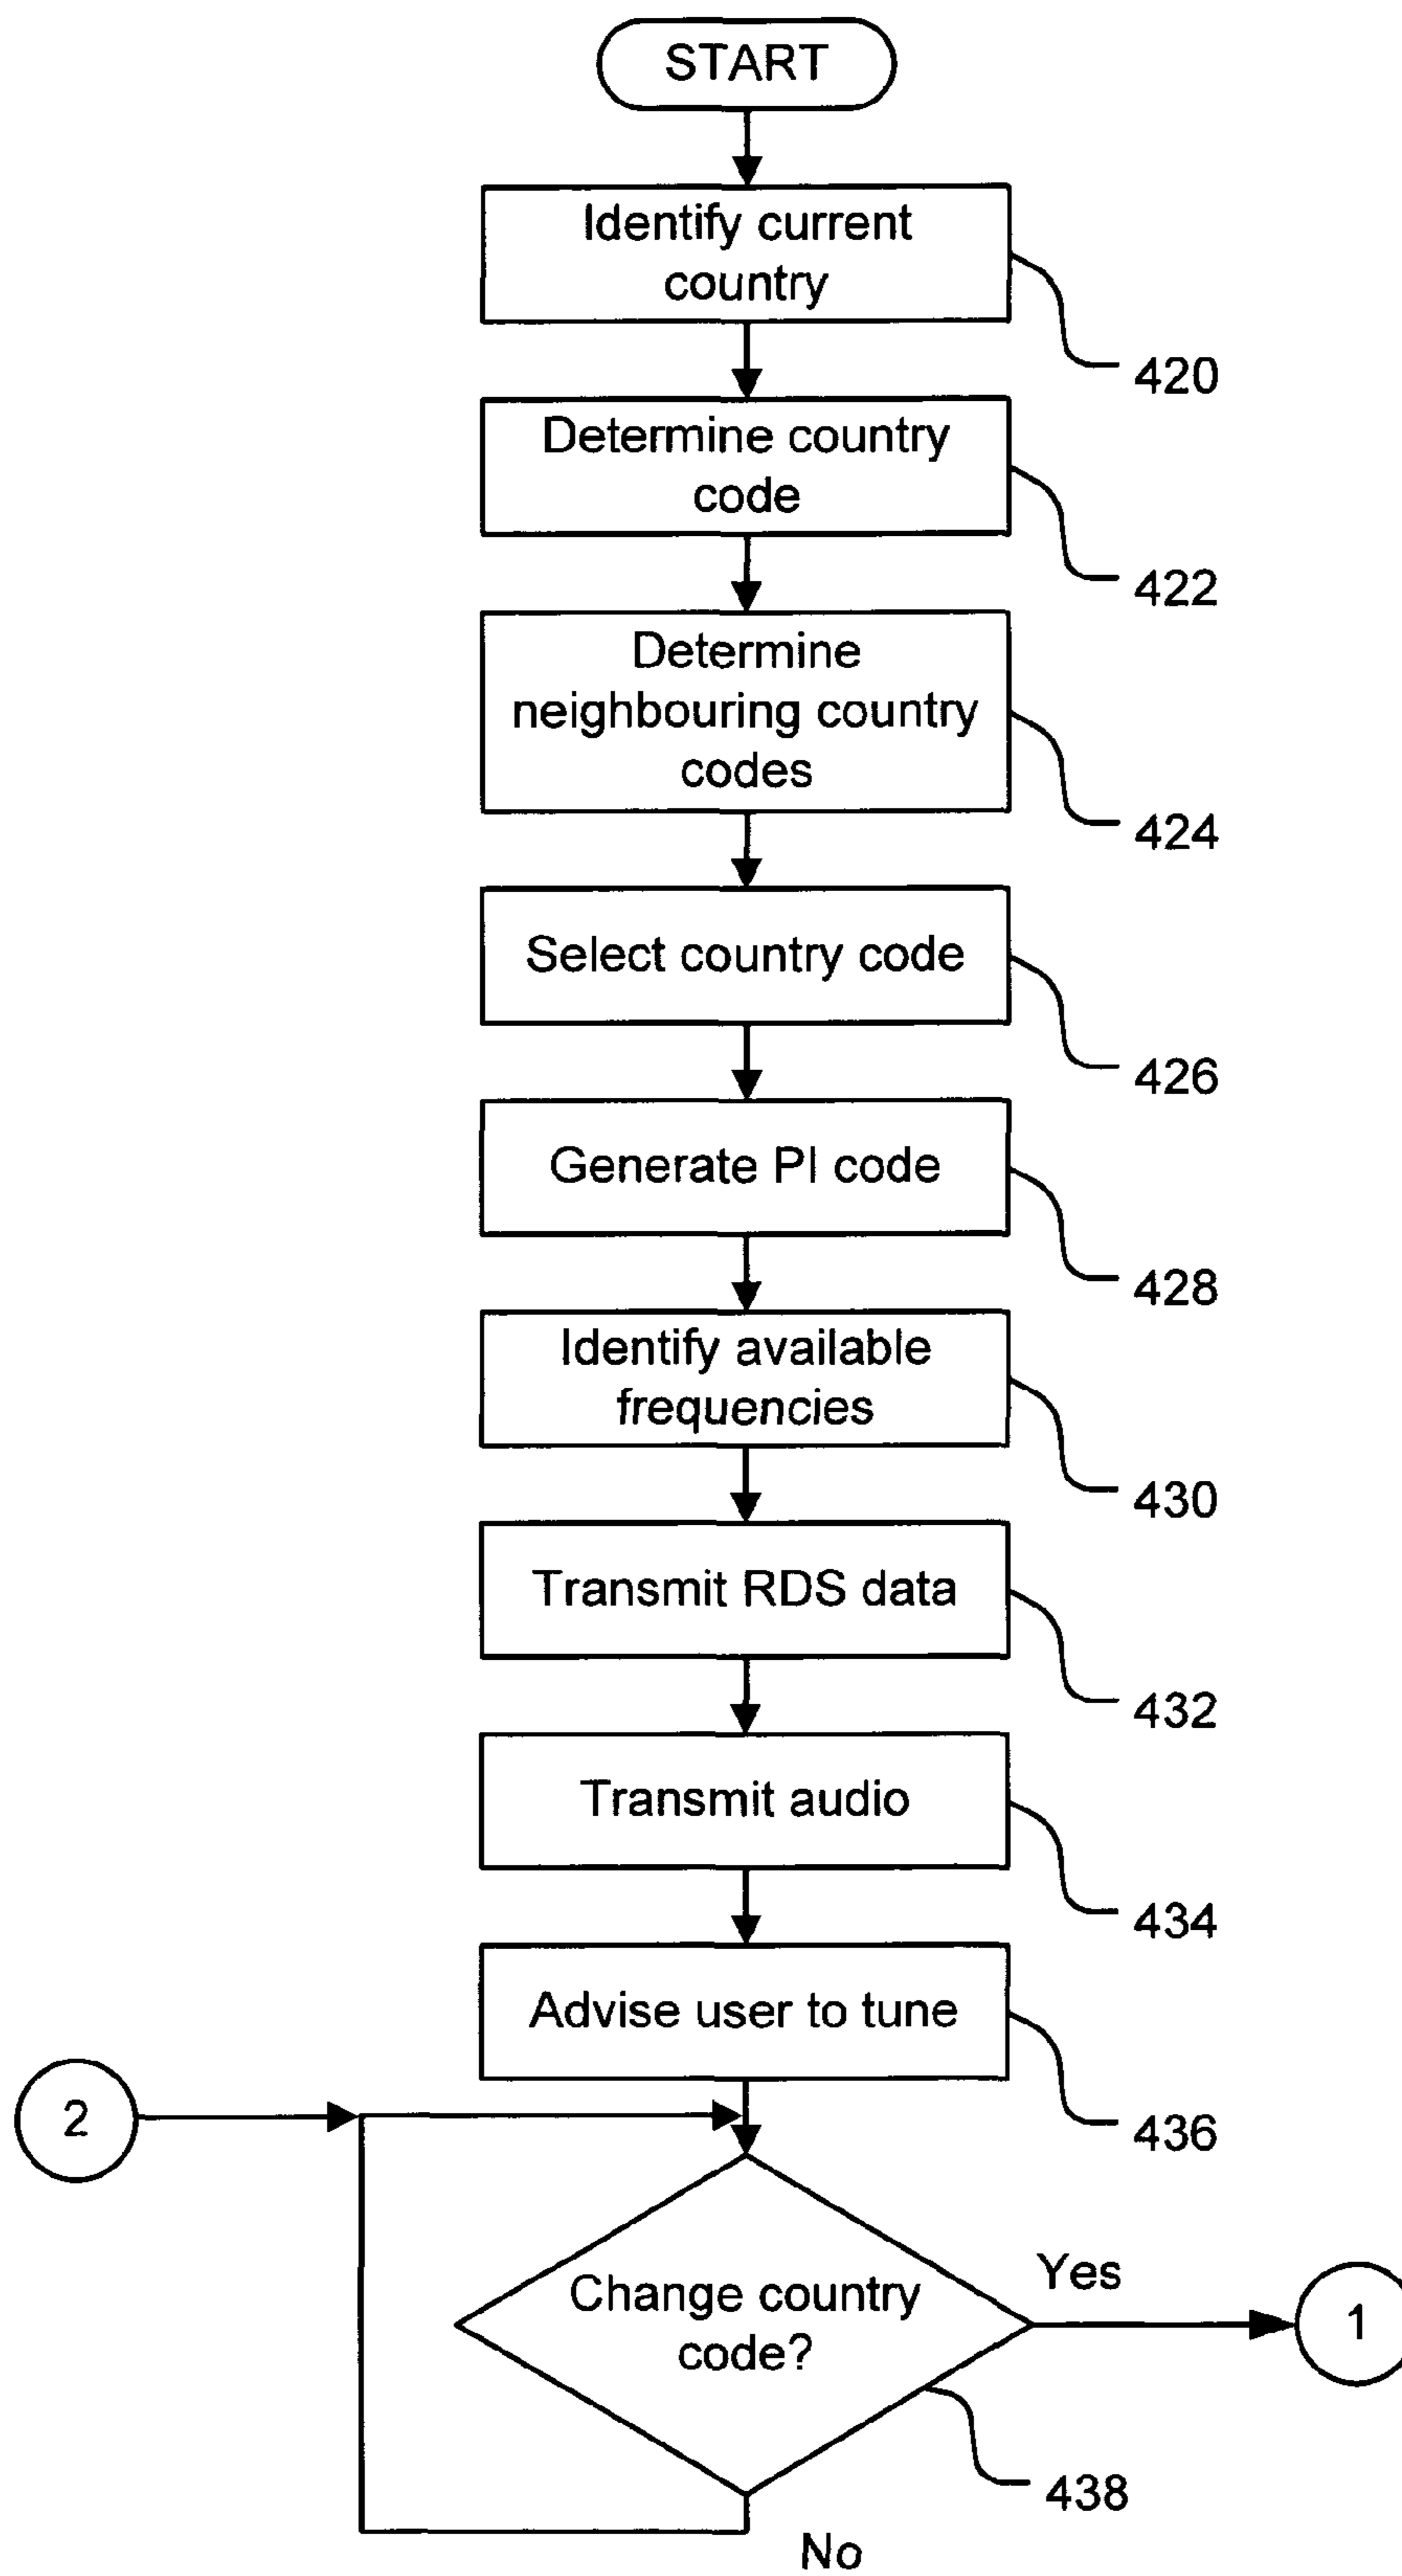 START
Identify current
country
420
Determine country
code
422
Determine
neighbouring country
codes
424
Select country code
426
Generate PI code
428
Identify available
frequencies
430
Transmit RDS data
432
Transmit audio
434
Advise user to tune
436
2
Change country
code?
Yes
1
438
No